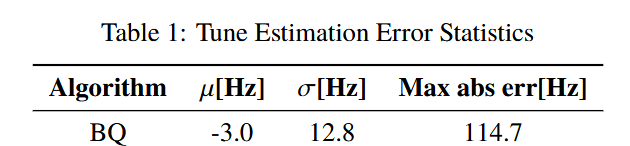 Table 1: Tune Estimation Error Statistics
Algorithm μ[Hz] σ[Hz] Max abs err[Hz]
BQ -3.0 12.8 114.7